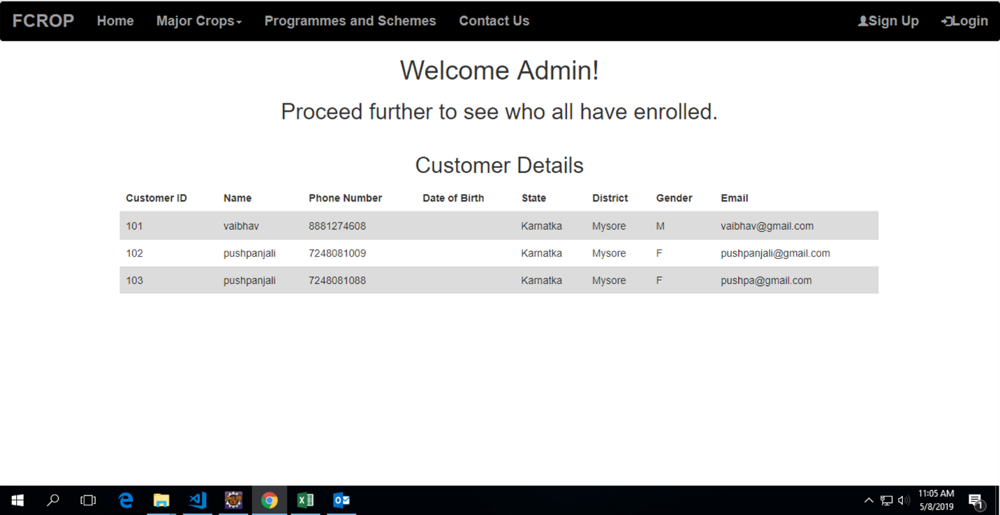 FCROP Home Major Crops Programmes and Schemes Contact Us Sign Up Login
Welcome Admin!
Proceed further to see who all have enrolled.
Customer Details
Customer ID Name Phone Number Date of Birth State District Gender Email
101 vaibhav 8881274608 Karnatka Mysore M vaibhav@gmail.com
102 pushpanjali 7248081009 Karnatka Mysore F pushpanjali@gmail.com
103 pushpanjali 7248081088 Karnatka Mysore F pushpa@gmail.com
11:05 AM
5/8/2019
1